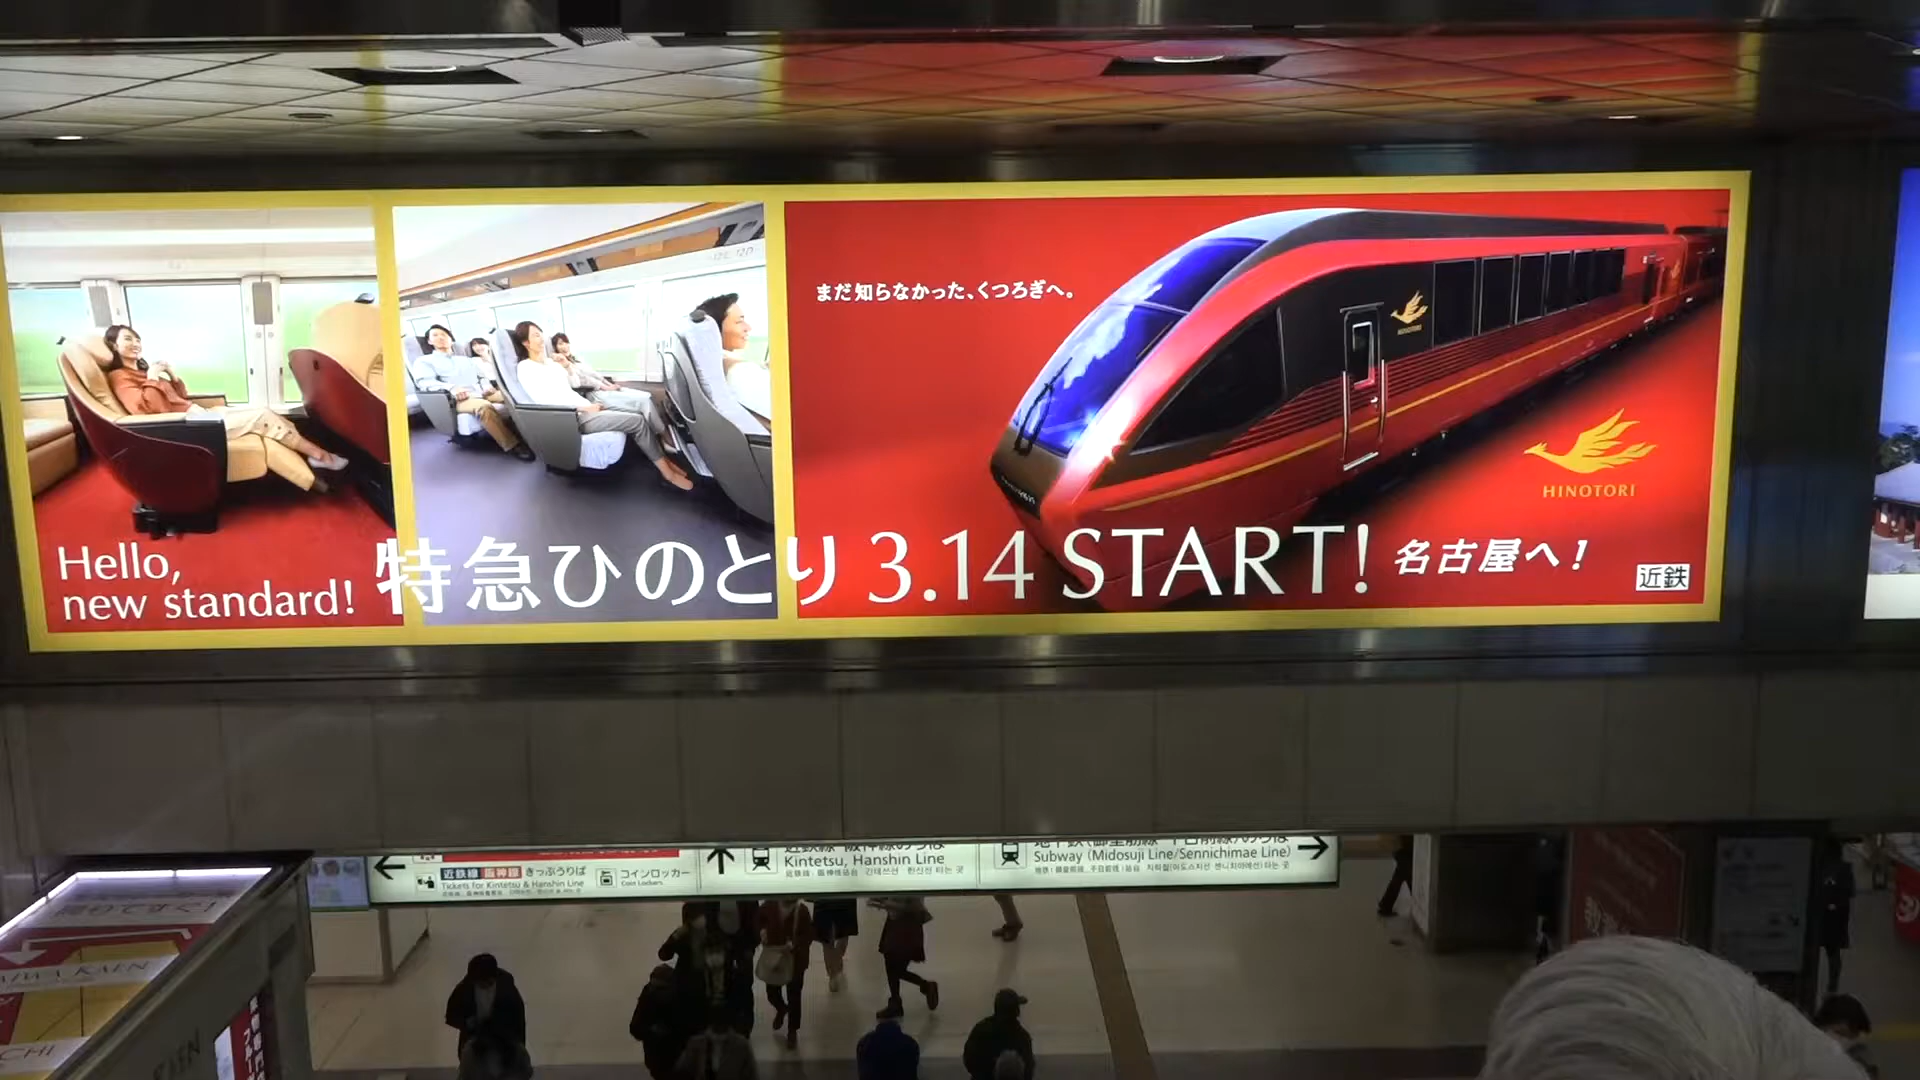 まだ知らなかった、くつろぎへ。
HINOTORI
HINOTORI
Hello,
new standard!
特急ひのとり 3.14 START! 名古屋へ!
近鉄
近鉄線 阪神線 きっぷうりば
Tickets for Kintetsu & Hanshin Line
コインロッカー
Coin Lockers
Kintetsu, Hanshin Line
Subway (Midosuji Line/Sennichimae Line)